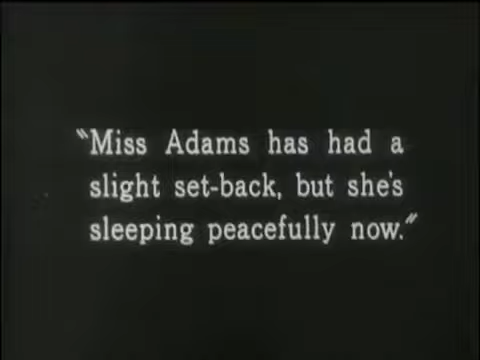 "Miss Adams has had a
slight set-back, but she's
sleeping peacefully now."